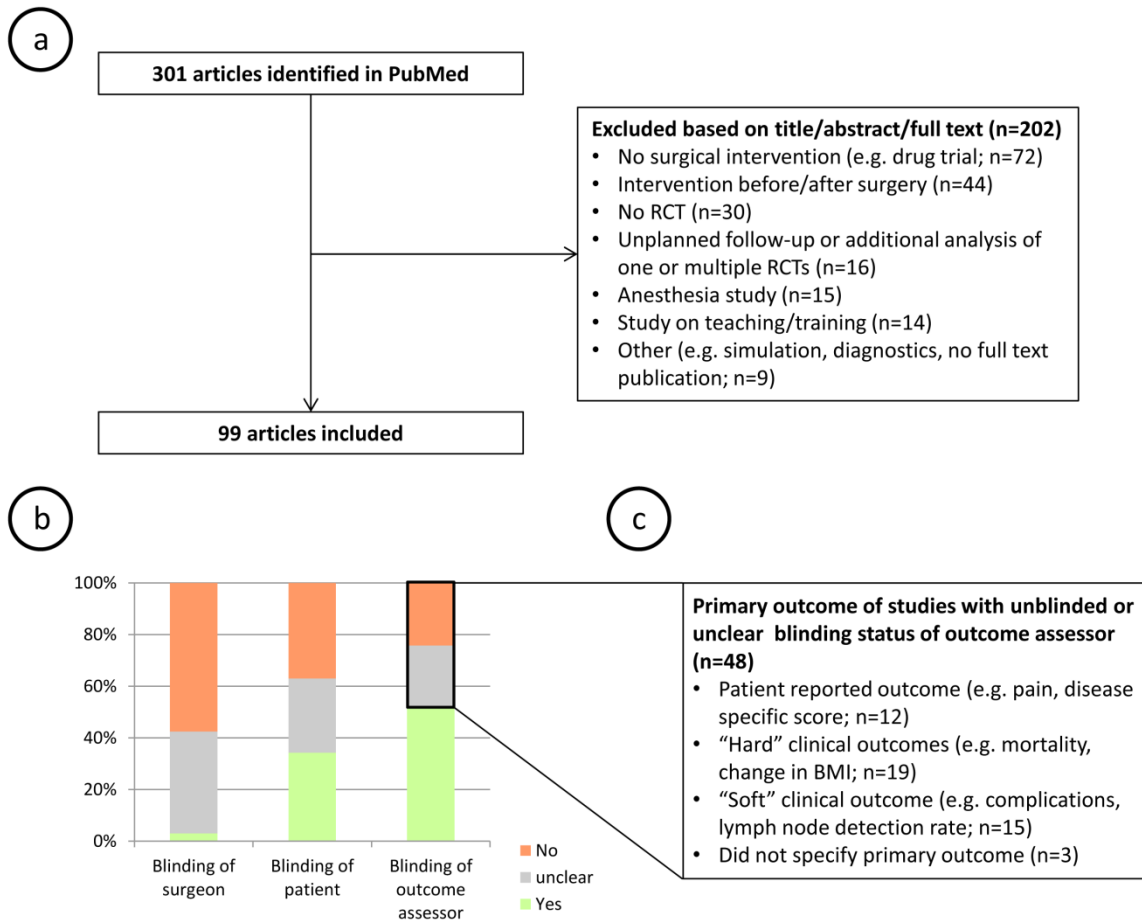 a
301 articles identified in PubMed
Excluded based on title/abstract/full text (n=202)
• No surgical intervention (e.g. drug trial; n=72)
• Intervention before/after surgery (n=44)
• No RCT (n=30)
• Unplanned follow-up or additional analysis of
one or multiple RCTs (n=16)
• Anesthesia study (n=15)
• Study on teaching/training (n=14)
• Other (e.g. simulation, diagnostics, no full text
publication; n=9)
99 articles included
b
100%
80%
60%
40%
20%
0%
Blinding of
surgeon
Blinding of
patient
Blinding of
outcome
assessor
No
unclear
Yes
c
Primary outcome of studies with unblinded or
unclear blinding status of outcome assessor
(n=48)
• Patient reported outcome (e.g. pain, disease
specific score; n=12)
• “Hard” clinical outcomes (e.g. mortality,
change in BMI; n=19)
• “Soft” clinical outcome (e.g. complications,
lymph node detection rate; n=15)
• Did not specify primary outcome (n=3)